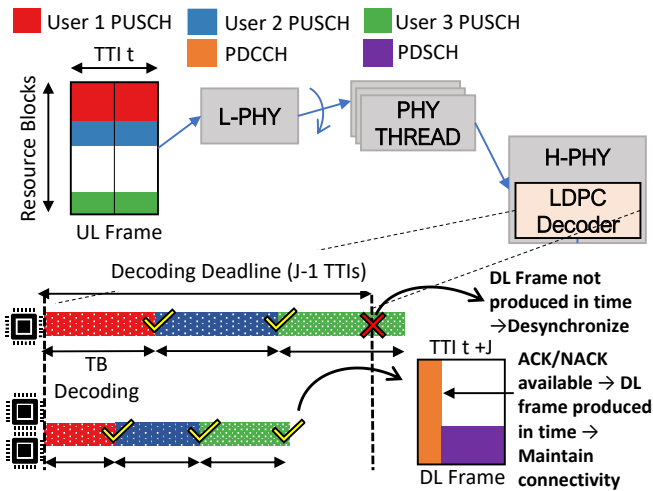 User 1 PUSCH
User 2 PUSCH
User 3 PUSCH
PDCCH
PDSCH
TTI t
Resource Blocks
UL Frame
L-PHY
PHY
THREAD
H-PHY
LDPC
Decoder
Decoding Deadline (J-1 TTIs)
DL Frame not
produced in time
→Desynchronize
TB
Decoding
TTI t +J
DL Frame
ACK/NACK
available → DL
frame produced
in time →
Maintain
connectivity